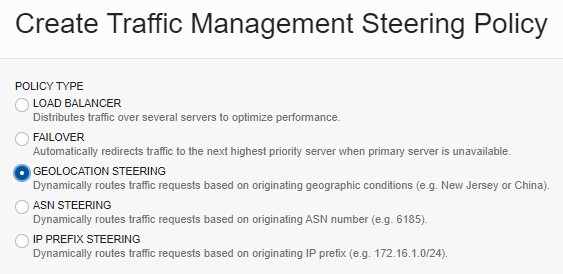 Create Traffic Management Steering Policy
POLICY TYPE
LOAD BALANCER
Distributes traffic over several servers to optimize performance.
FAILOVER
Automatically redirects traffic to the next highest priority server when primary server is unavailable.
GEOLOCATION STEERING
Dynamically routes traffic requests based on originating geographic conditions (e.g. New Jersey or China).
ASN STEERING
Dynamically routes traffic requests based on originating ASN number (e.g. 6185).
IP PREFIX STEERING
Dynamically routes traffic requests based on originating IP prefix (e.g. 172.16.1.0/24).